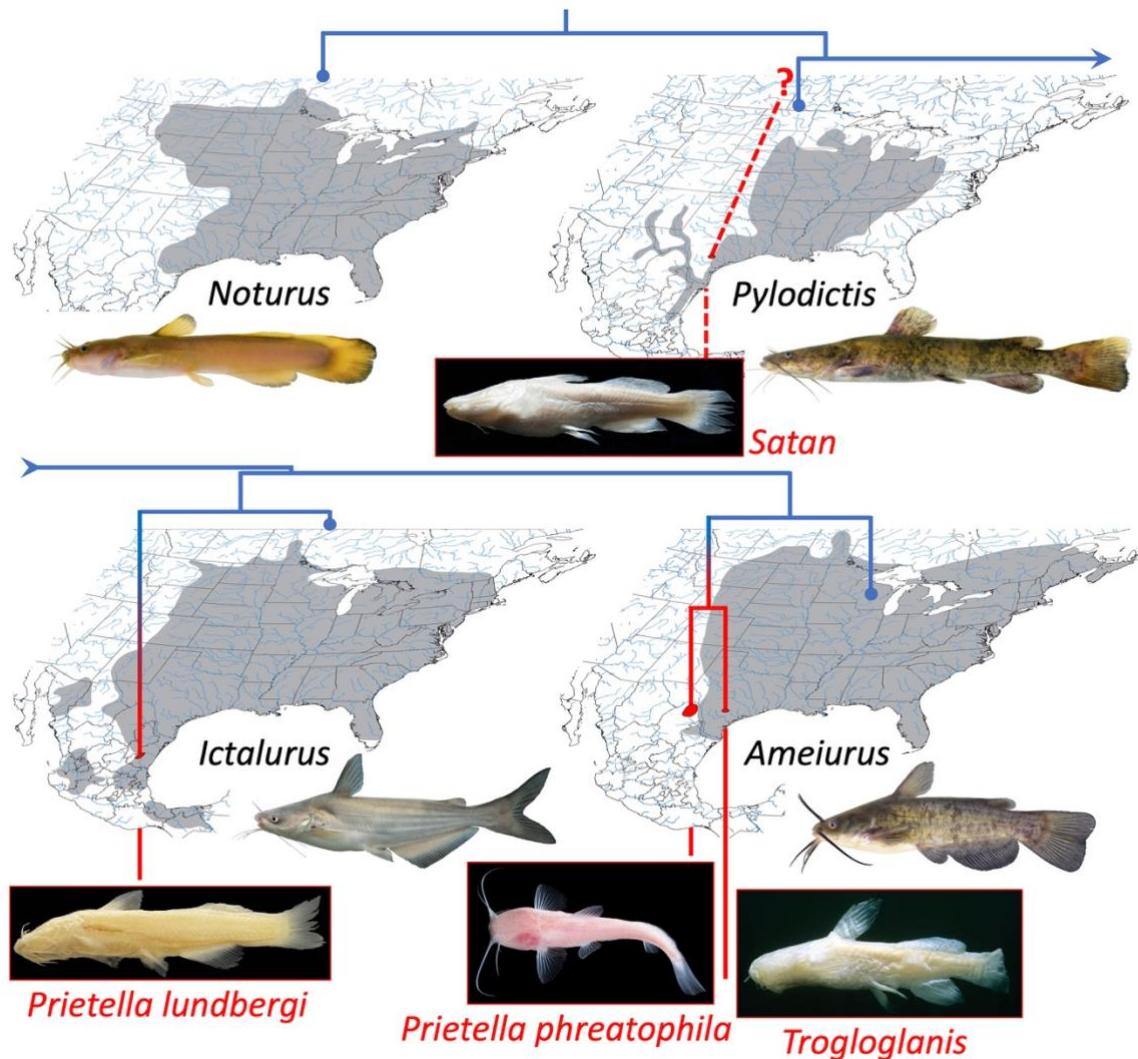 ?
Noturus
Pylodictis
Satan
Ictalurus
Ameiurus
Prietella lundbergi
Prietella phreatophila
Trogloglanis